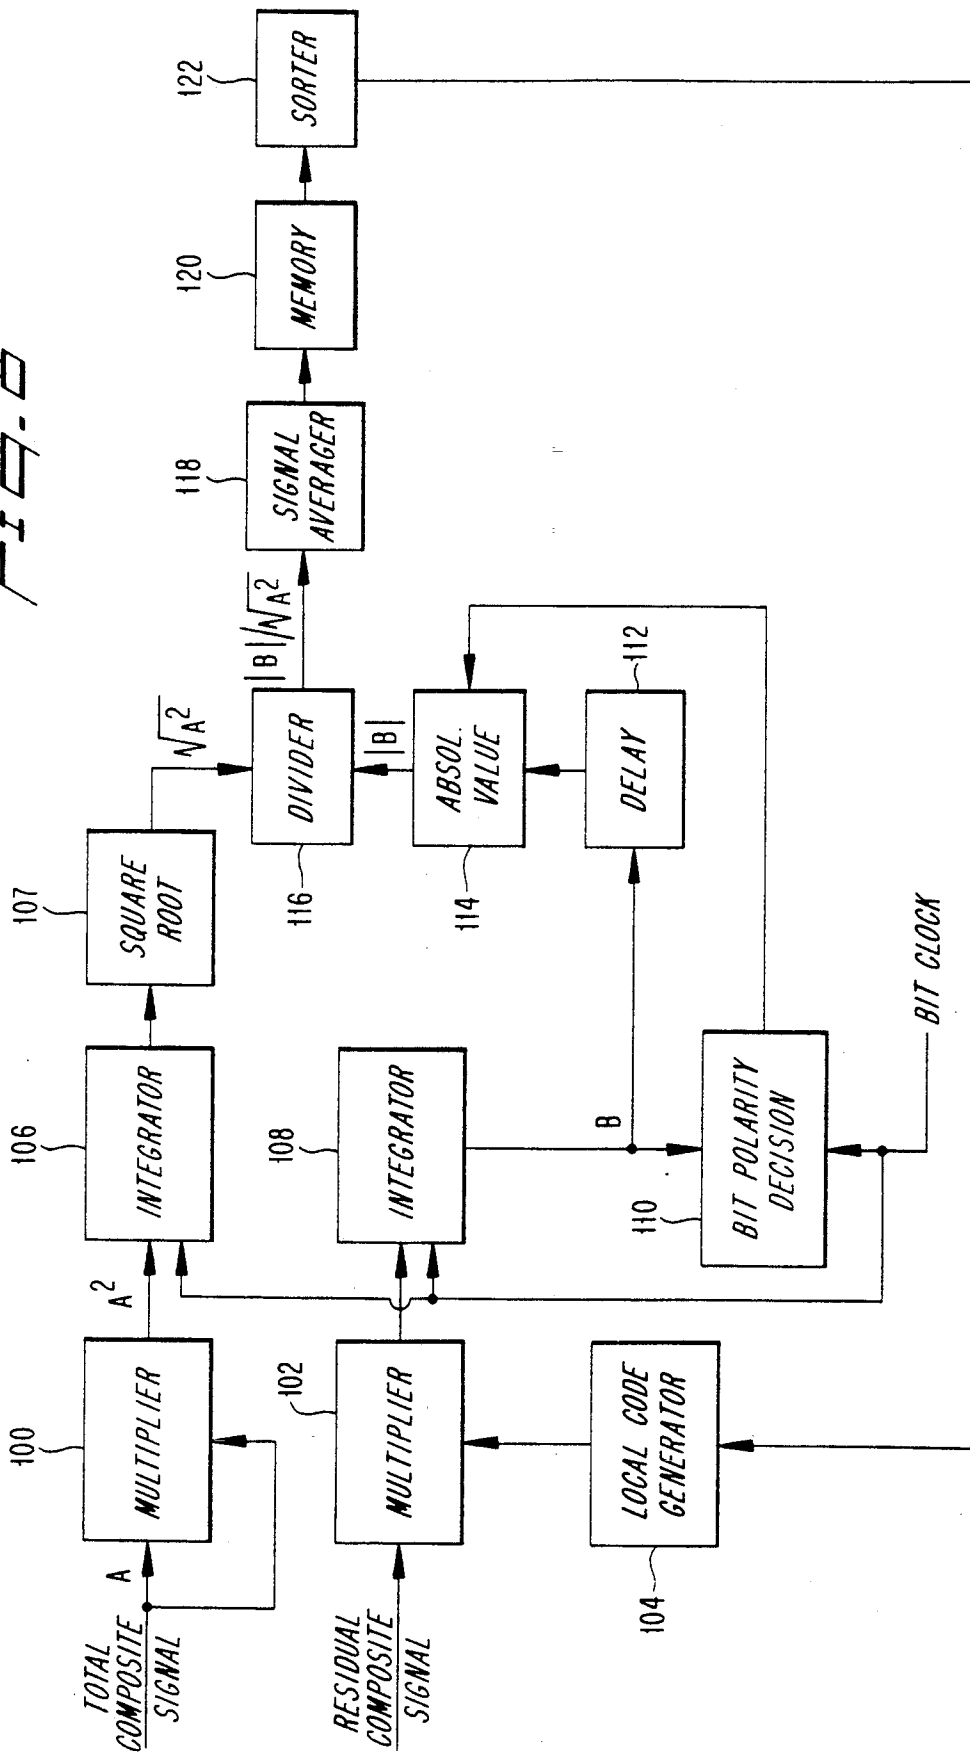 FIG.
TOTAL
COMPOSITE
SIGNAL
A
100
MULTIPLIER
A²
106
INTEGRATOR
107
SQUARE
ROOT
√A²
RESIDUAL
COMPOSITE
SIGNAL
102
MULTIPLIER
108
INTEGRATOR
116
DIVIDER
|B|/√A²
118
SIGNAL
AVERAGER
120
MEMORY
122
SORTER
|B|
114
ABSOL.
VALUE
B
DELAY
112
104
LOCAL CODE
GENERATOR
110
BIT POLARITY
DECISION
BIT CLOCK